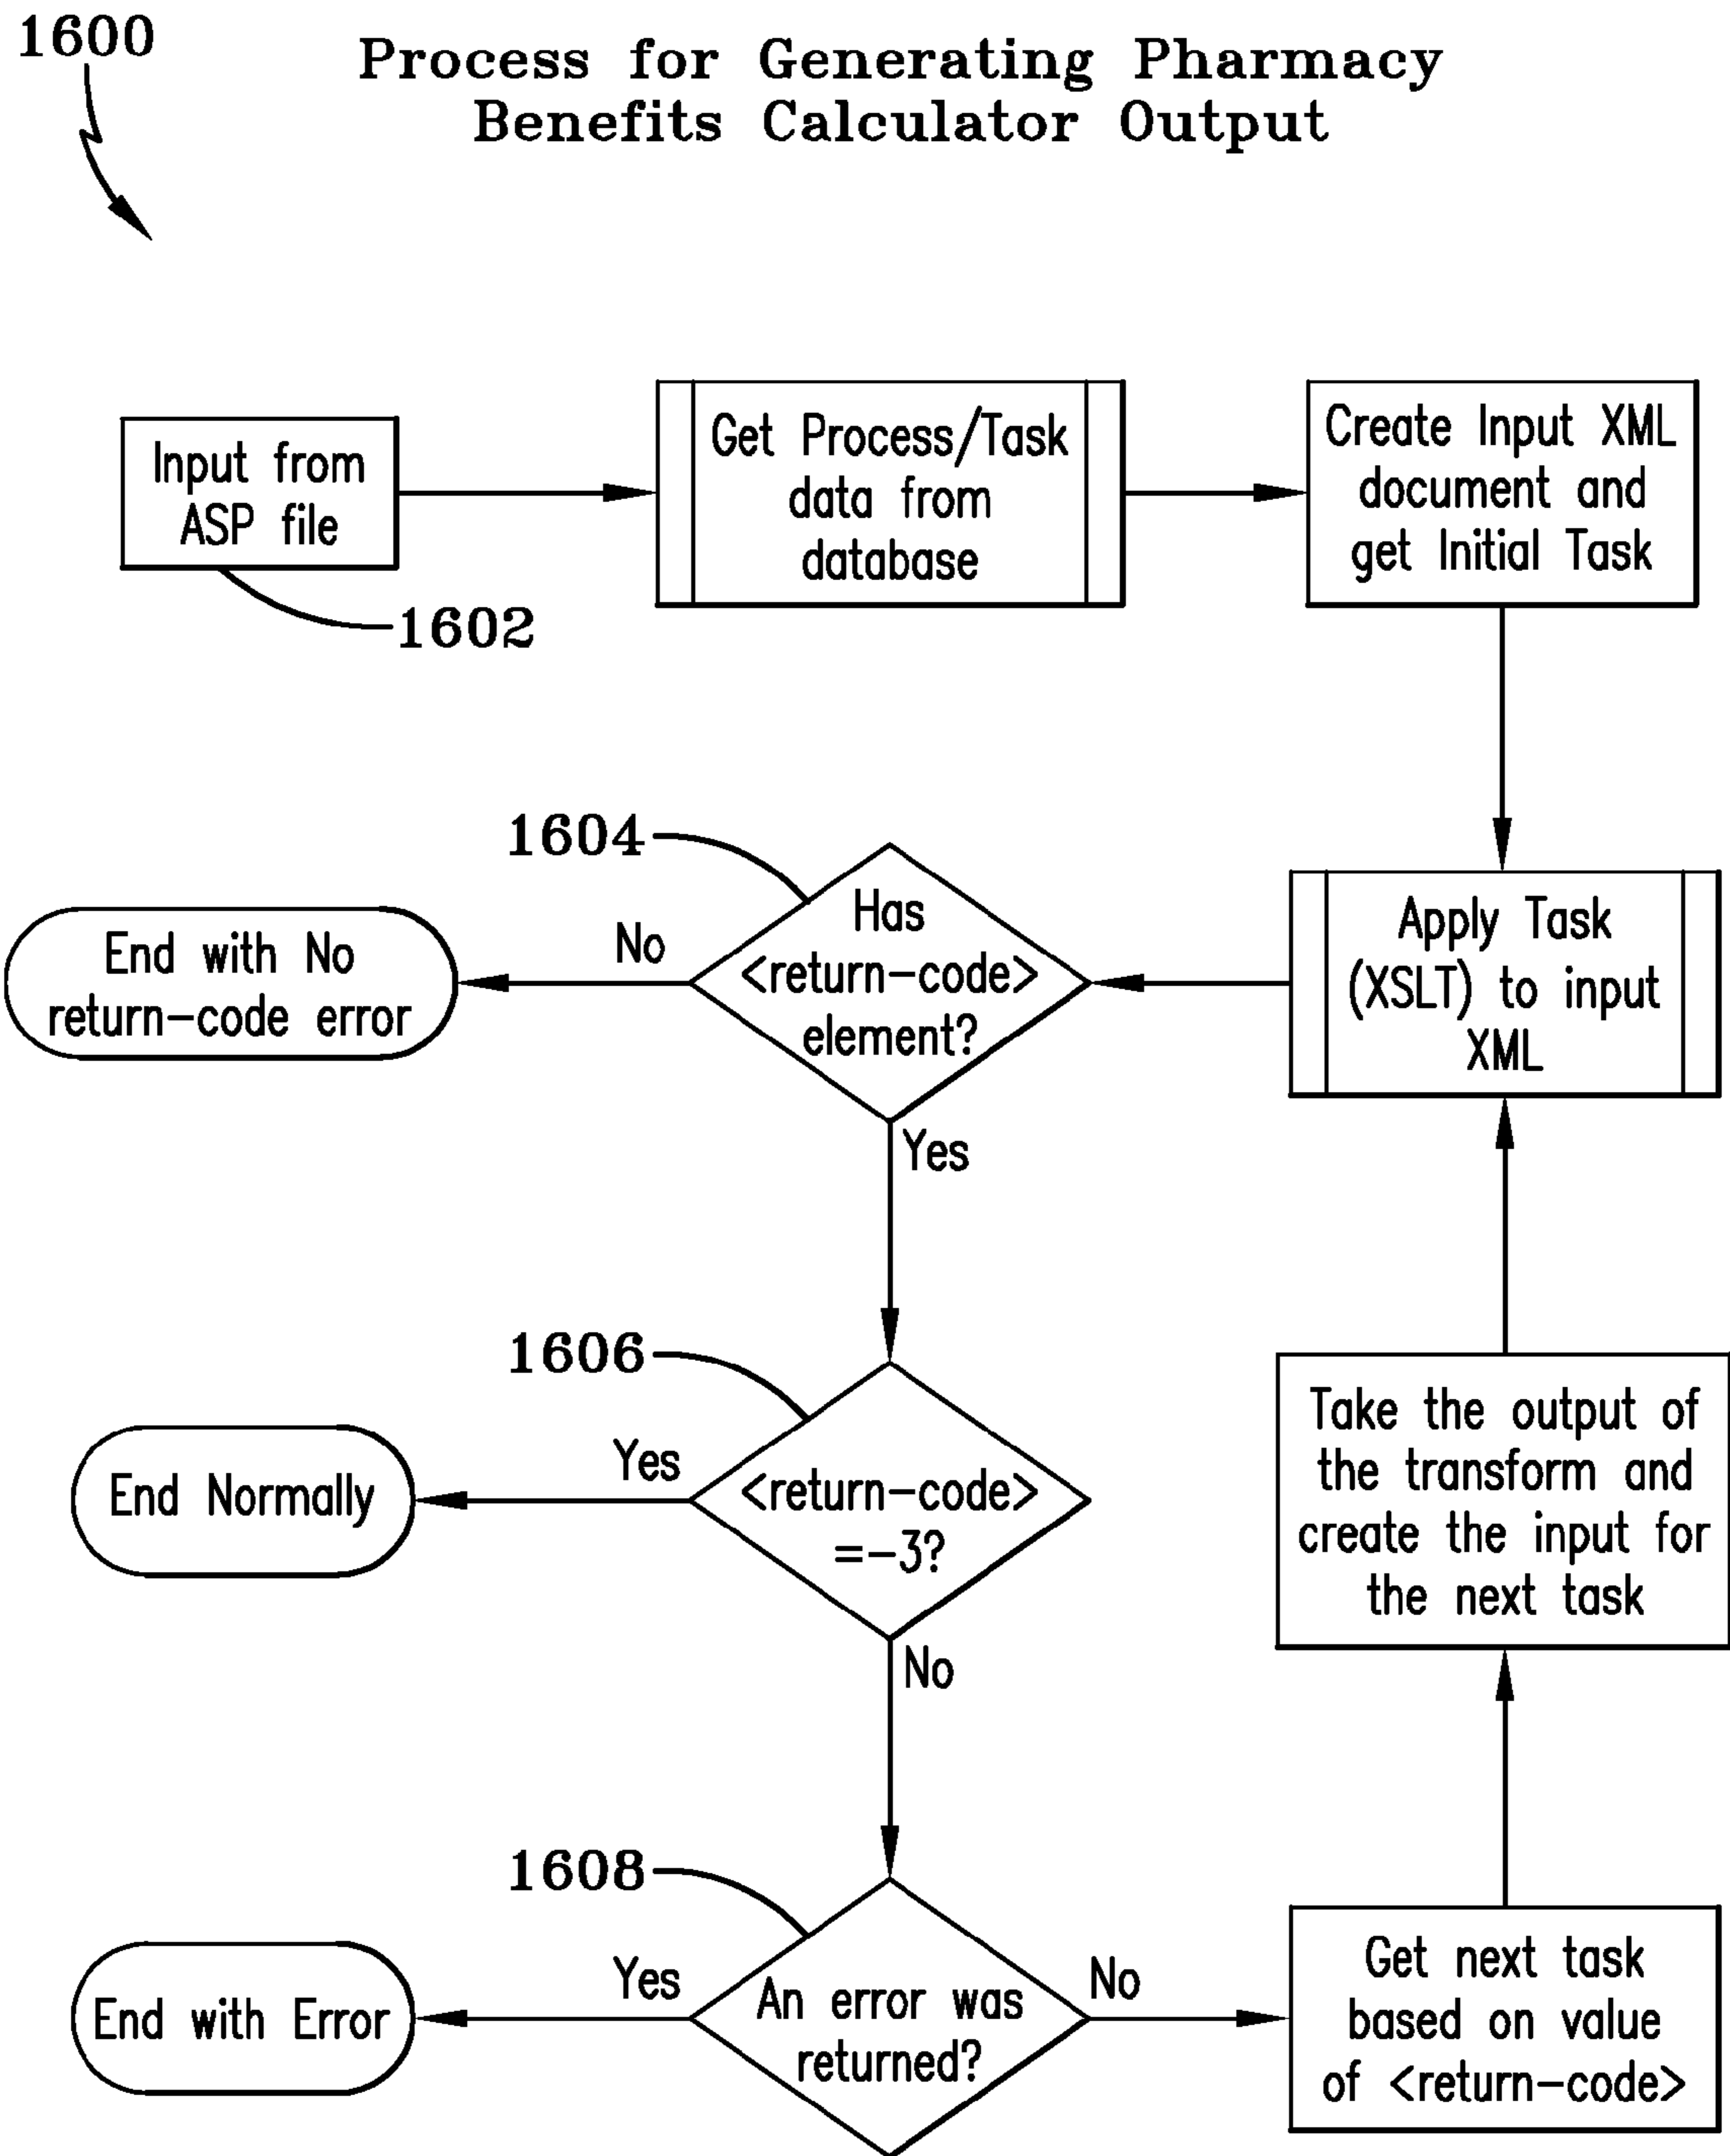 1600
Process for Generating Pharmacy
Benefits Calculator Output
Input from
ASP file
1602
Get Process/Task
data from
database
Create Input XML
document and
get Initial Task
Apply Task
(XSLT) to input
XML
1604
Has
<return-code>
element?
No
End with No
return-code error
Yes
1606
<return-code>
=-3?
Yes
End Normally
No
1608
An error was
returned?
Yes
End with Error
No
Get next task
based on value
of <return-code>
Take the output of
the transform and
create the input for
the next task